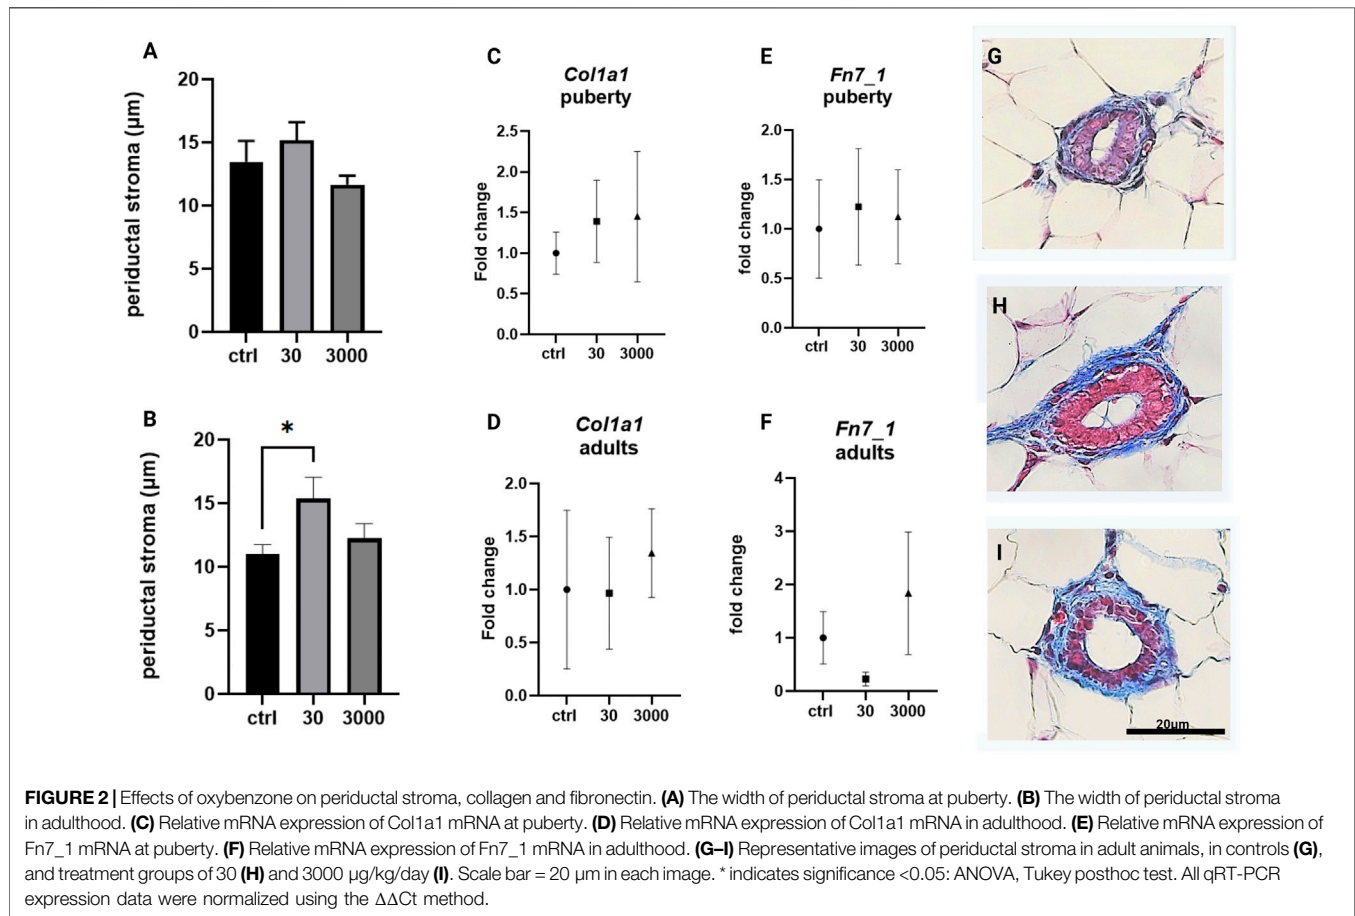 A
periductal stroma (µm)
20
15
10
5
0
ctrl 30 3000
C
Col1a1
puberty
Fold change
2.5
2.0
1.5
1.0
0.5
0.0
ctrl 30 3000
E
Fn7_1
puberty
fold change
2.0
1.5
1.0
0.5
0.0
ctrl 30 3000
G
H
I
20µm
B
periductal stroma (µm)
20
15
10
5
0
*
ctrl 30 3000
D
Col1a1
adults
Fold change
2.0
1.5
1.0
0.5
0.0
ctrl 30 3000
F
Fn7_1
adults
fold change
4
3
2
1
0
ctrl 30 3000
FIGURE 2 | Effects of oxybenzone on periductal stroma, collagen and fibronectin. (A) The width of periductal stroma at puberty. (B) The width of periductal stroma
in adulthood. (C) Relative mRNA expression of Col1a1 mRNA at puberty. (D) Relative mRNA expression of Col1a1 mRNA in adulthood. (E) Relative mRNA expression of
Fn7_1 mRNA at puberty. (F) Relative mRNA expression of Fn7_1 mRNA in adulthood. (G–I) Representative images of periductal stroma in adult animals, in controls (G),
and treatment groups of 30 (H) and 3000 µg/kg/day (I). Scale bar = 20 µm in each image. * indicates significance <0.05: ANOVA, Tukey posthoc test. All qRT-PCR
expression data were normalized using the ΔΔCt method.